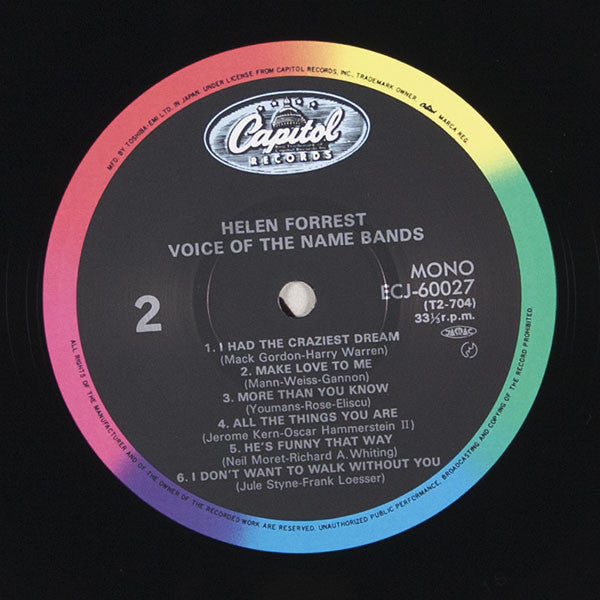 MFD. BY TOSHIBA-EMI LTD. IN JAPAN, UNDER LICENSE FROM CAPITOL RECORDS, INC., TRADEMARK OWNER. MARCA REG.
Capitol
RECORDS
HELEN FORREST
VOICE OF THE NAME BANDS
2
MONO
ECJ-60027
(T2-704)
33⅓ r.p.m.
JASRAC
1. I HAD THE CRAZIEST DREAM
(Mack Gordon-Harry Warren)
2. MAKE LOVE TO ME
(Mann-Weiss-Gannon)
3. MORE THAN YOU KNOW
(Youmans-Rose-Eliscu)
4. ALL THE THINGS YOU ARE
(Jerome Kern-Oscar Hammerstein II)
5. HE'S FUNNY THAT WAY
(Neil Moret-Richard A. Whiting)
6. I DON'T WANT TO WALK WITHOUT YOU
(Jule Styne-Frank Loesser)
ALL RIGHTS OF THE MANUFACTURER AND OF THE OWNER OF THE RECORDED WORK ARE RESERVED. UNAUTHORIZED PUBLIC PERFORMANCE, BROADCASTING AND COPYING OF THE RECORD PROHIBITED.